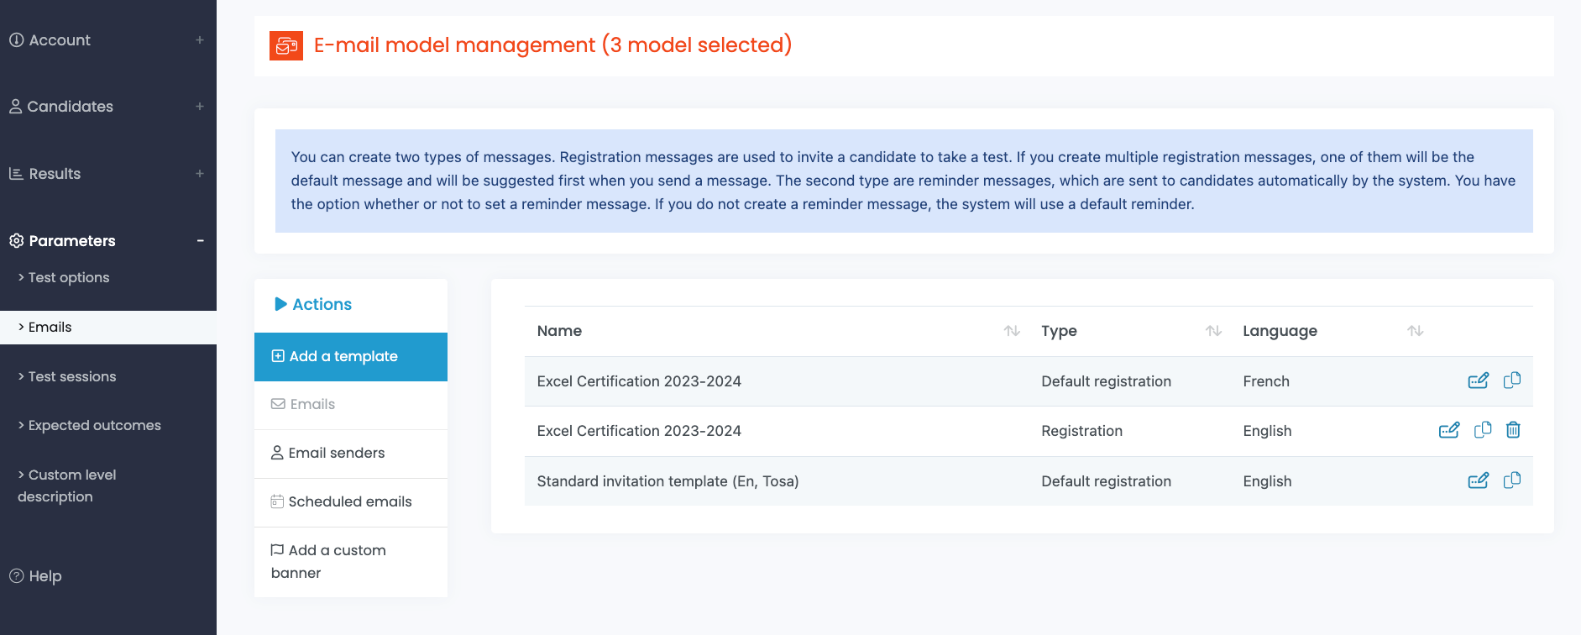 Account
Candidates
Results
Parameters
> Test options
> Emails
> Test sessions
> Expected outcomes
> Custom level
description
Help
E-mail model management (3 model selected)
You can create two types of messages. Registration messages are used to invite a candidate to take a test. If you create multiple registration messages, one of them will be the
default message and will be suggested first when you send a message. The second type are reminder messages, which are sent to candidates automatically by the system. You have
the option whether or not to set a reminder message. If you do not create a reminder message, the system will use a default reminder.
Actions
Add a template
Emails
Email senders
Scheduled emails
Add a custom
banner
Name Type Language
Excel Certification 2023-2024 Default registration French
Excel Certification 2023-2024 Registration English
Standard invitation template (En, Tosa) Default registration English